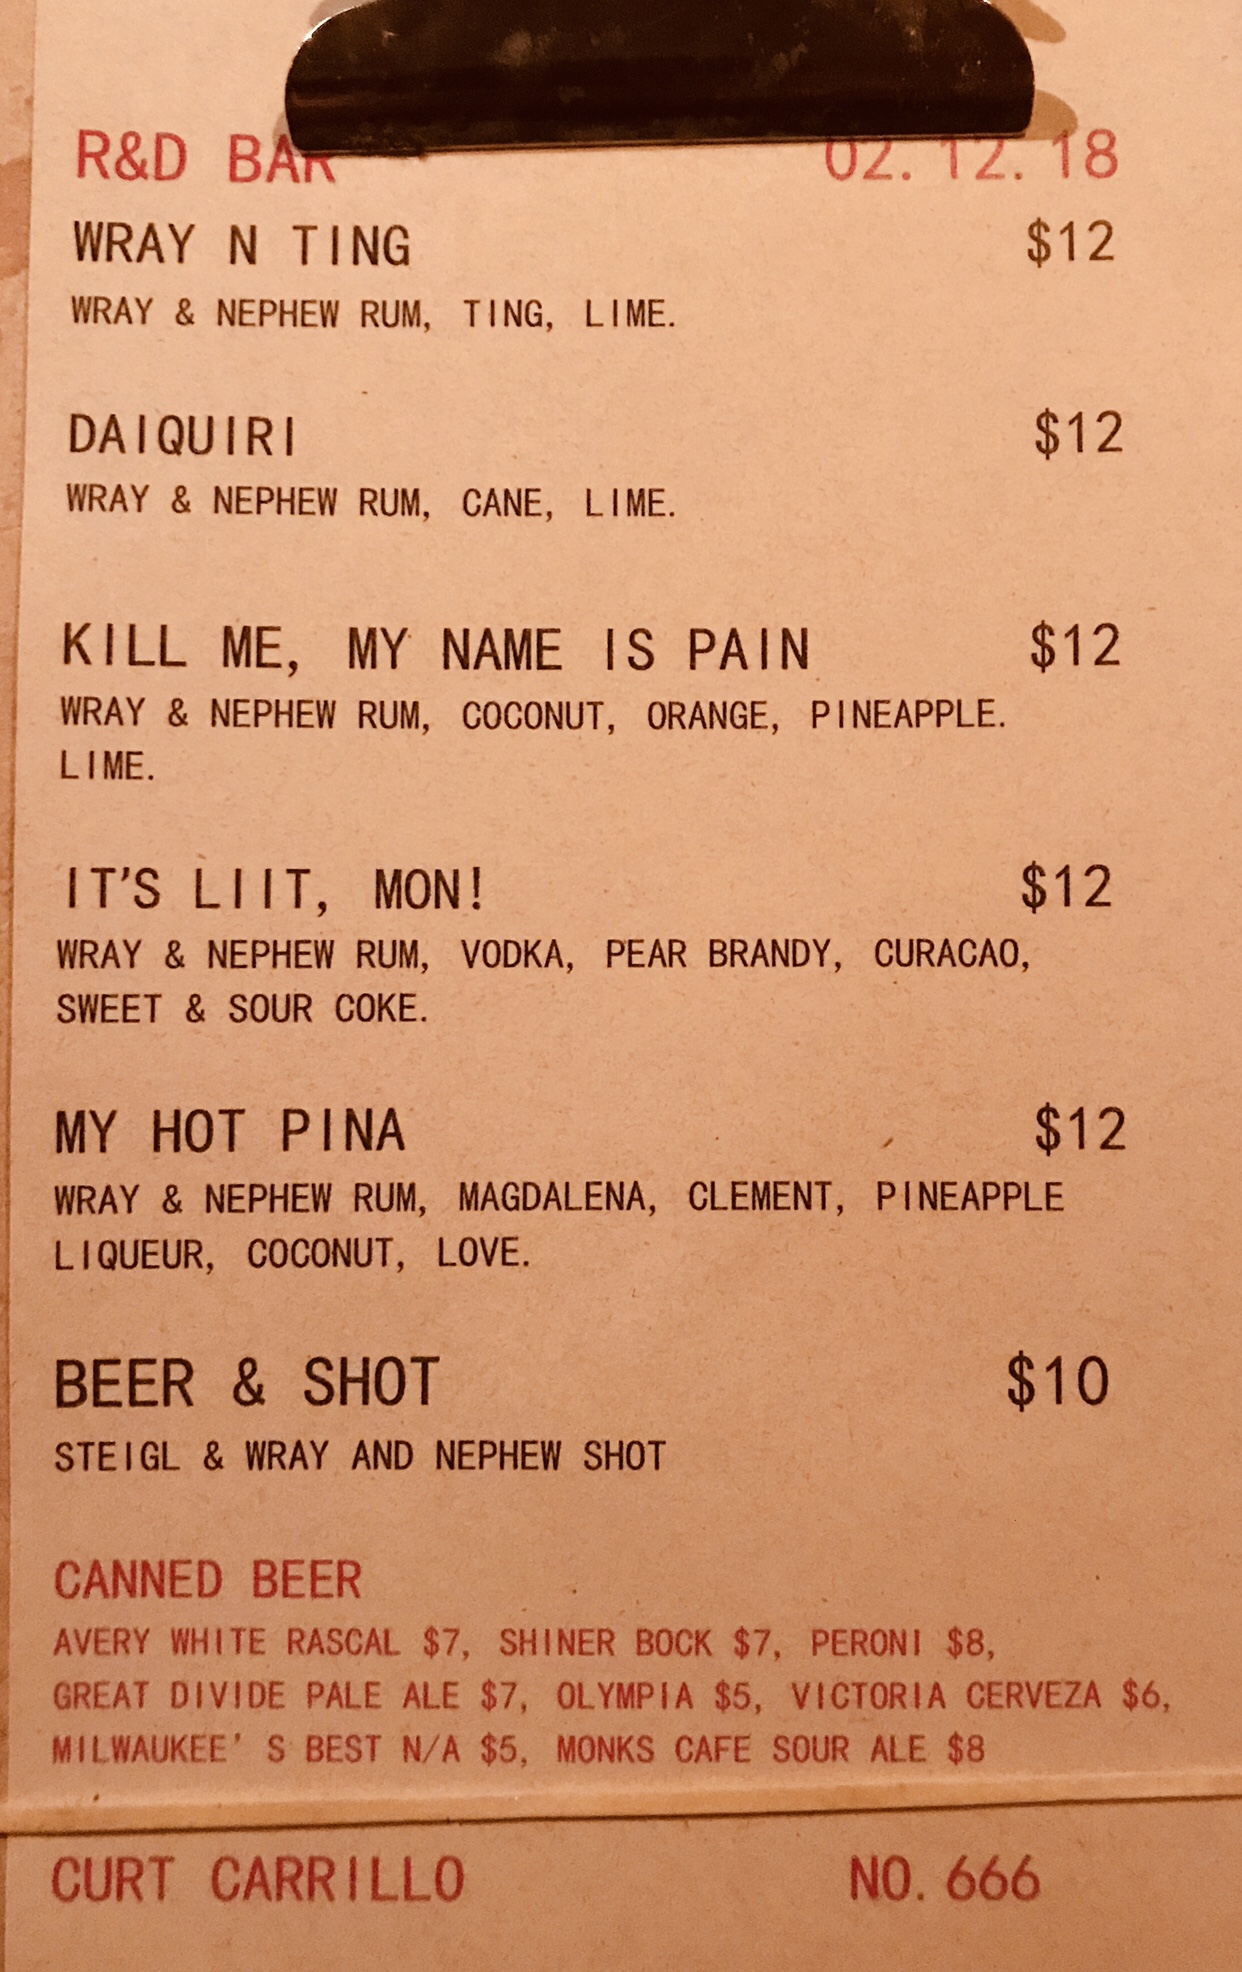 R&D BAR 02.12.18
WRAY N TING $12
WRAY & NEPHEW RUM, TING, LIME.
DAIQUIRI $12
WRAY & NEPHEW RUM, CANE, LIME.
KILL ME, MY NAME IS PAIN $12
WRAY & NEPHEW RUM, COCONUT, ORANGE, PINEAPPLE.
LIME.
IT'S LIIT, MON! $12
WRAY & NEPHEW RUM, VODKA, PEAR BRANDY, CURACAO,
SWEET & SOUR COKE.
MY HOT PINA $12
WRAY & NEPHEW RUM, MAGDALENA, CLEMENT, PINEAPPLE
LIQUEUR, COCONUT, LOVE.
BEER & SHOT $10
STEIGL & WRAY AND NEPHEW SHOT
CANNED BEER
AVERY WHITE RASCAL $7, SHINER BOCK $7, PERONI $8,
GREAT DIVIDE PALE ALE $7, OLYMPIA $5, VICTORIA CERVEZA $6,
MILWAUKEE' S BEST N/A $5, MONKS CAFE SOUR ALE $8
CURT CARRILLO NO. 666